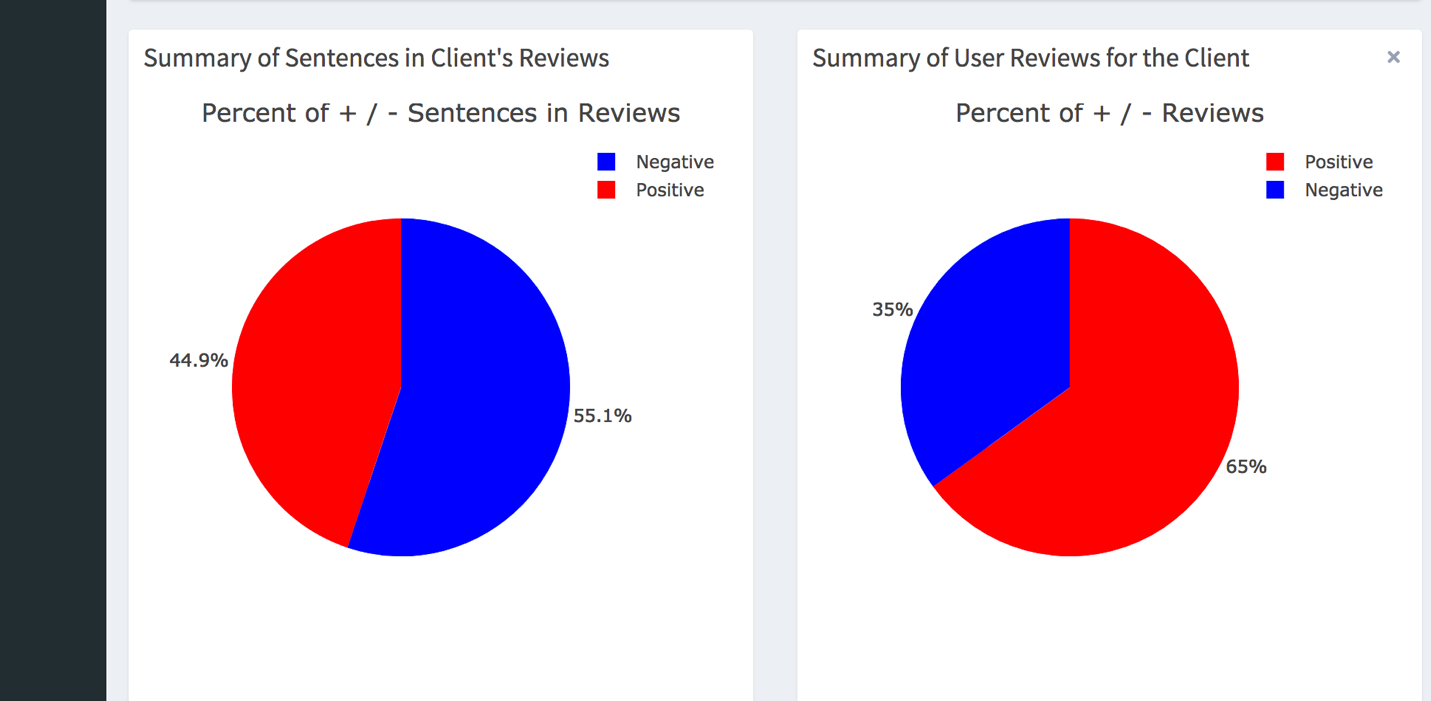 Summary of Sentences in Client's Reviews
Percent of + / - Sentences in Reviews
Negative
Positive
44.9%
55.1%
Summary of User Reviews for the Client
×
Percent of + / - Reviews
Positive
Negative
35%
65%